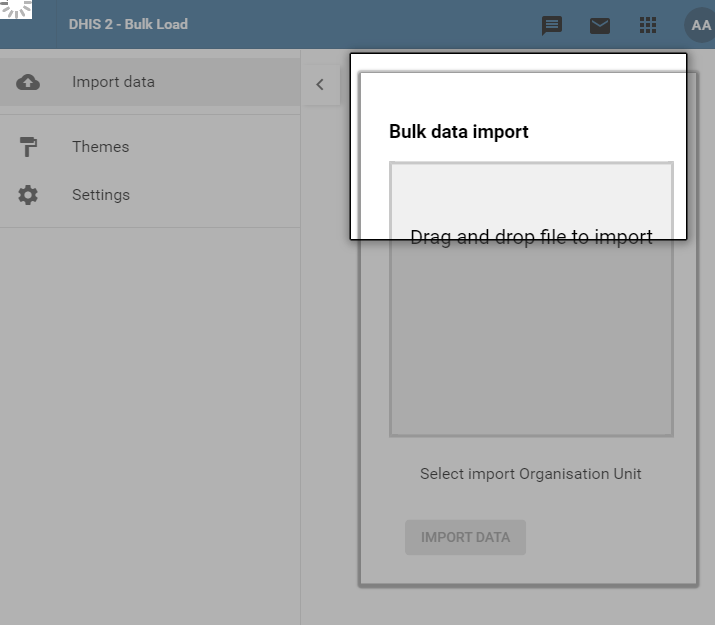 DHIS 2 - Bulk Load
AA
Import data
Themes
Settings
Bulk data import
Drag and drop file to import
Select import Organisation Unit
IMPORT DATA